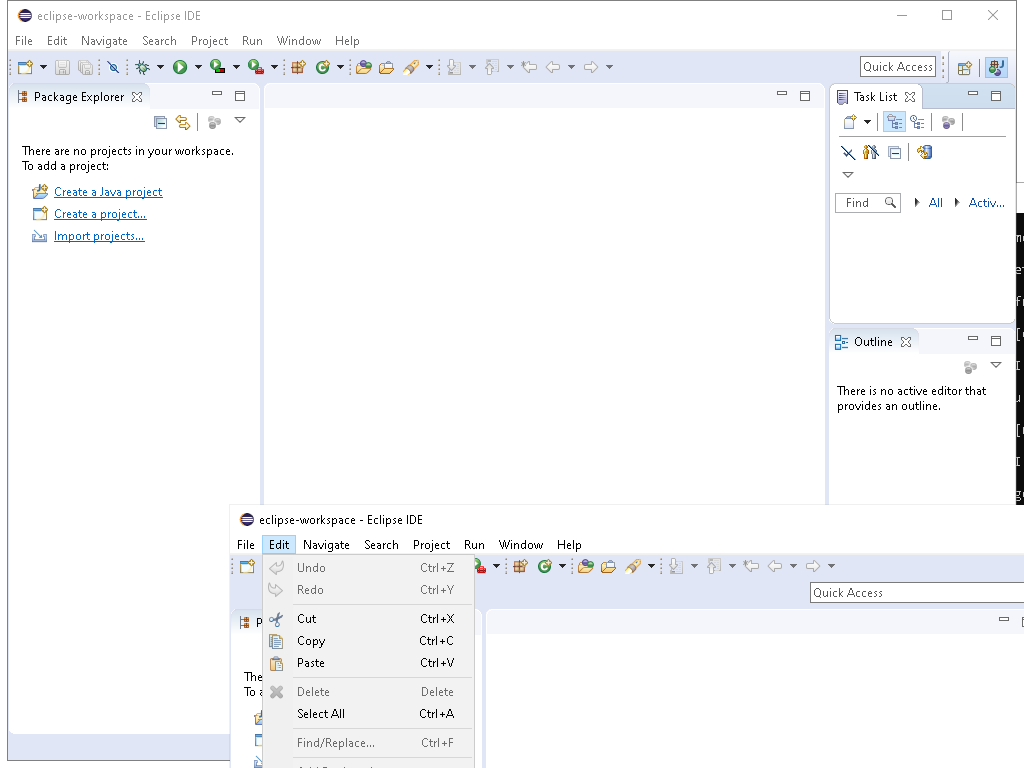 eclipse-workspace - Eclipse IDE
File Edit Navigate Search Project Run Window Help
Quick Access
Package Explorer
Task List
There are no projects in your workspace.
To add a project:
Create a Java project
Create a project...
Import projects...
Find All Activ...
Outline
There is no active editor that
provides an outline.
eclipse-workspace - Eclipse IDE
File Edit Navigate Search Project Run Window Help
Quick Access
Undo Ctrl+Z
Redo Ctrl+Y
Cut Ctrl+X
Copy Ctrl+C
Paste Ctrl+V
Delete Delete
Select All Ctrl+A
Find/Replace... Ctrl+F